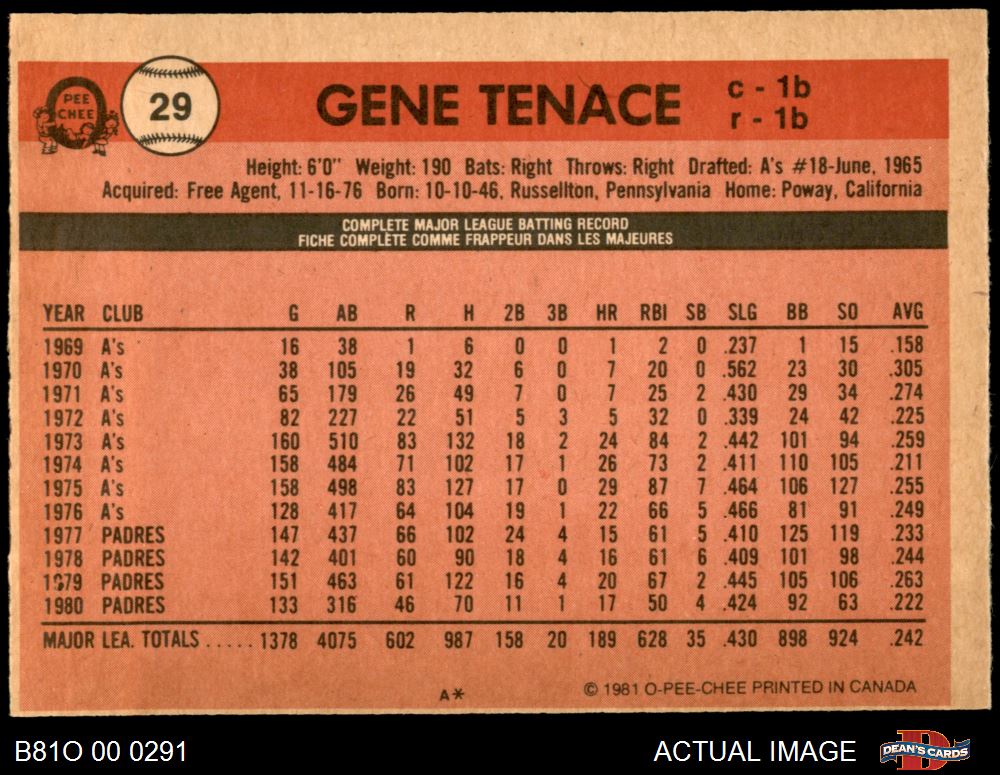 PEE
CHEE
29
GENE TENACE
c - 1b
r - 1b
Height: 6'0" Weight: 190 Bats: Right Throws: Right Drafted: A's #18-June, 1965
Acquired: Free Agent, 11-16-76 Born: 10-10-46, Russellton, Pennsylvania Home: Poway, California
COMPLETE MAJOR LEAGUE BATTING RECORD
FICHE COMPLÈTE COMME FRAPPEUR DANS LES MAJEURES
YEAR CLUB G AB R H 2B 3B HR RBI SB SLG BB SO AVG
1969 A's 16 38 1 6 0 0 1 2 0 .237 1 15 .158
1970 A's 38 105 19 32 6 0 7 20 0 .562 23 30 .305
1971 A's 65 179 26 49 7 0 7 25 2 .430 29 34 .274
1972 A's 82 227 22 51 5 3 5 32 0 .339 24 42 .225
1973 A's 160 510 83 132 18 2 24 84 2 .442 101 94 .259
1974 A's 158 484 71 102 17 1 26 73 2 .411 110 105 .211
1975 A's 158 498 83 127 17 0 29 87 7 .464 106 127 .255
1976 A's 128 417 64 104 19 1 22 66 5 .466 81 91 .249
1977 PADRES 147 437 66 102 24 4 15 61 5 .410 125 119 .233
1978 PADRES 142 401 60 90 18 4 16 61 6 .409 101 98 .244
1979 PADRES 151 463 61 122 16 4 20 67 2 .445 105 106 .263
1980 PADRES 133 316 46 70 11 1 17 50 4 .424 92 63 .222
MAJOR LEA. TOTALS ..... 1378 4075 602 987 158 20 189 628 35 .430 898 924 .242
A*
© 1981 O-PEE-CHEE PRINTED IN CANADA
B81O 00 0291
ACTUAL IMAGE
DEAN'S CARDS